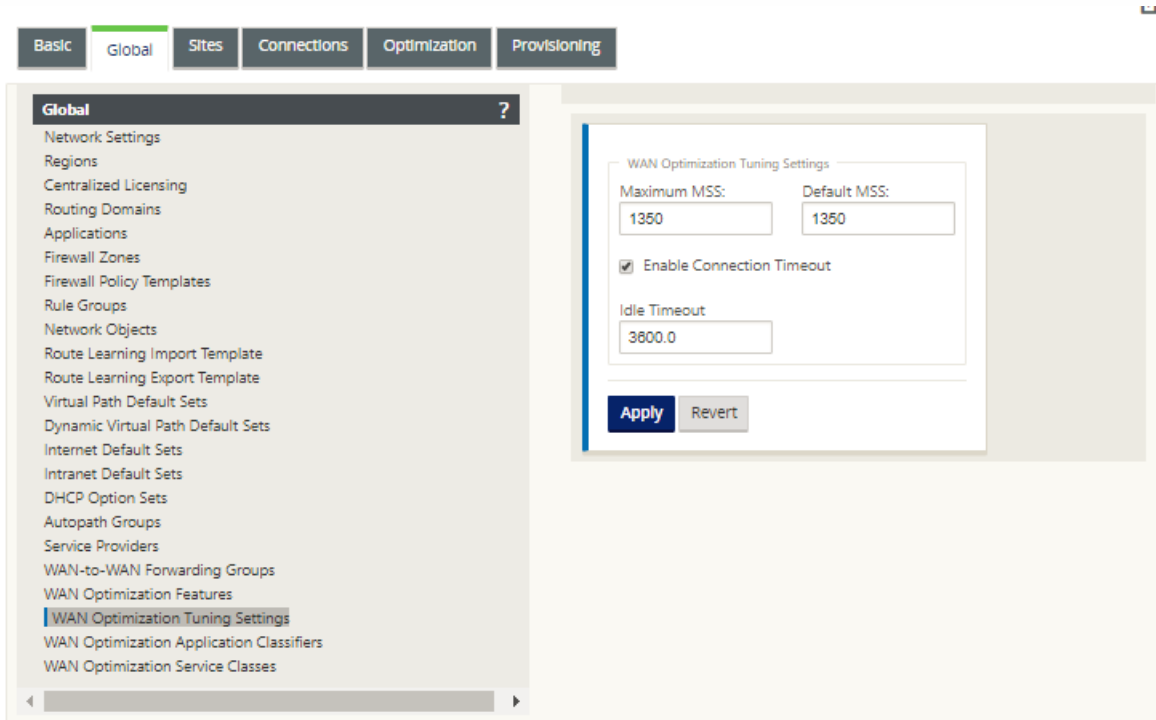 Basic Global Sites Connections Optimization Provisioning
Global ?
Network Settings
Regions
Centralized Licensing
Routing Domains
Applications
Firewall Zones
Firewall Policy Templates
Rule Groups
Network Objects
Route Learning Import Template
Route Learning Export Template
Virtual Path Default Sets
Dynamic Virtual Path Default Sets
Internet Default Sets
Intranet Default Sets
DHCP Option Sets
Autopath Groups
Service Providers
WAN-to-WAN Forwarding Groups
WAN Optimization Features
WAN Optimization Tuning Settings
WAN Optimization Application Classifiers
WAN Optimization Service Classes
WAN Optimization Tuning Settings
Maximum MSS: Default MSS:
1350 1350
Enable Connection Timeout
Idle Timeout
3600.0
Apply Revert